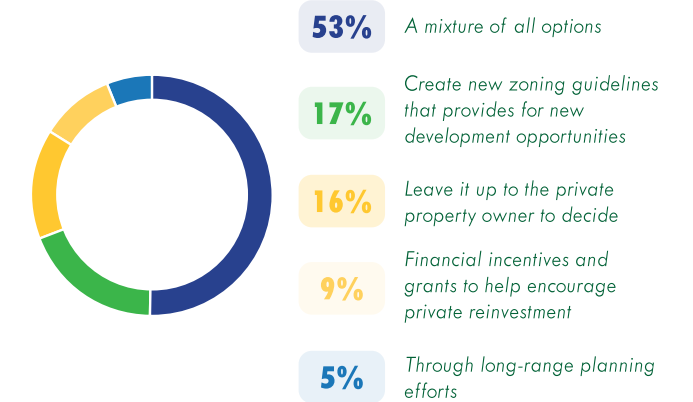 53%
A mixture of all options
17%
Create new zoning guidelines
that provides for new
development opportunities
16%
Leave it up to the private
property owner to decide
9%
Financial incentives and
grants to help encourage
private reinvestment
5%
Through long-range planning
efforts